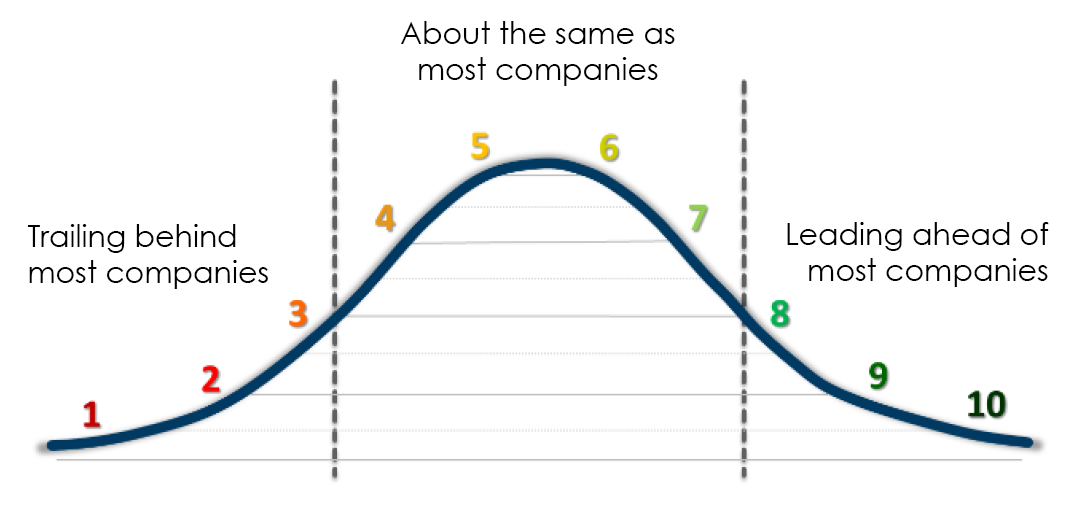 About the same as
most companies
5
6
4
7
Trailing behind
most companies
Leading ahead of
most companies
3
8
2
9
1
10